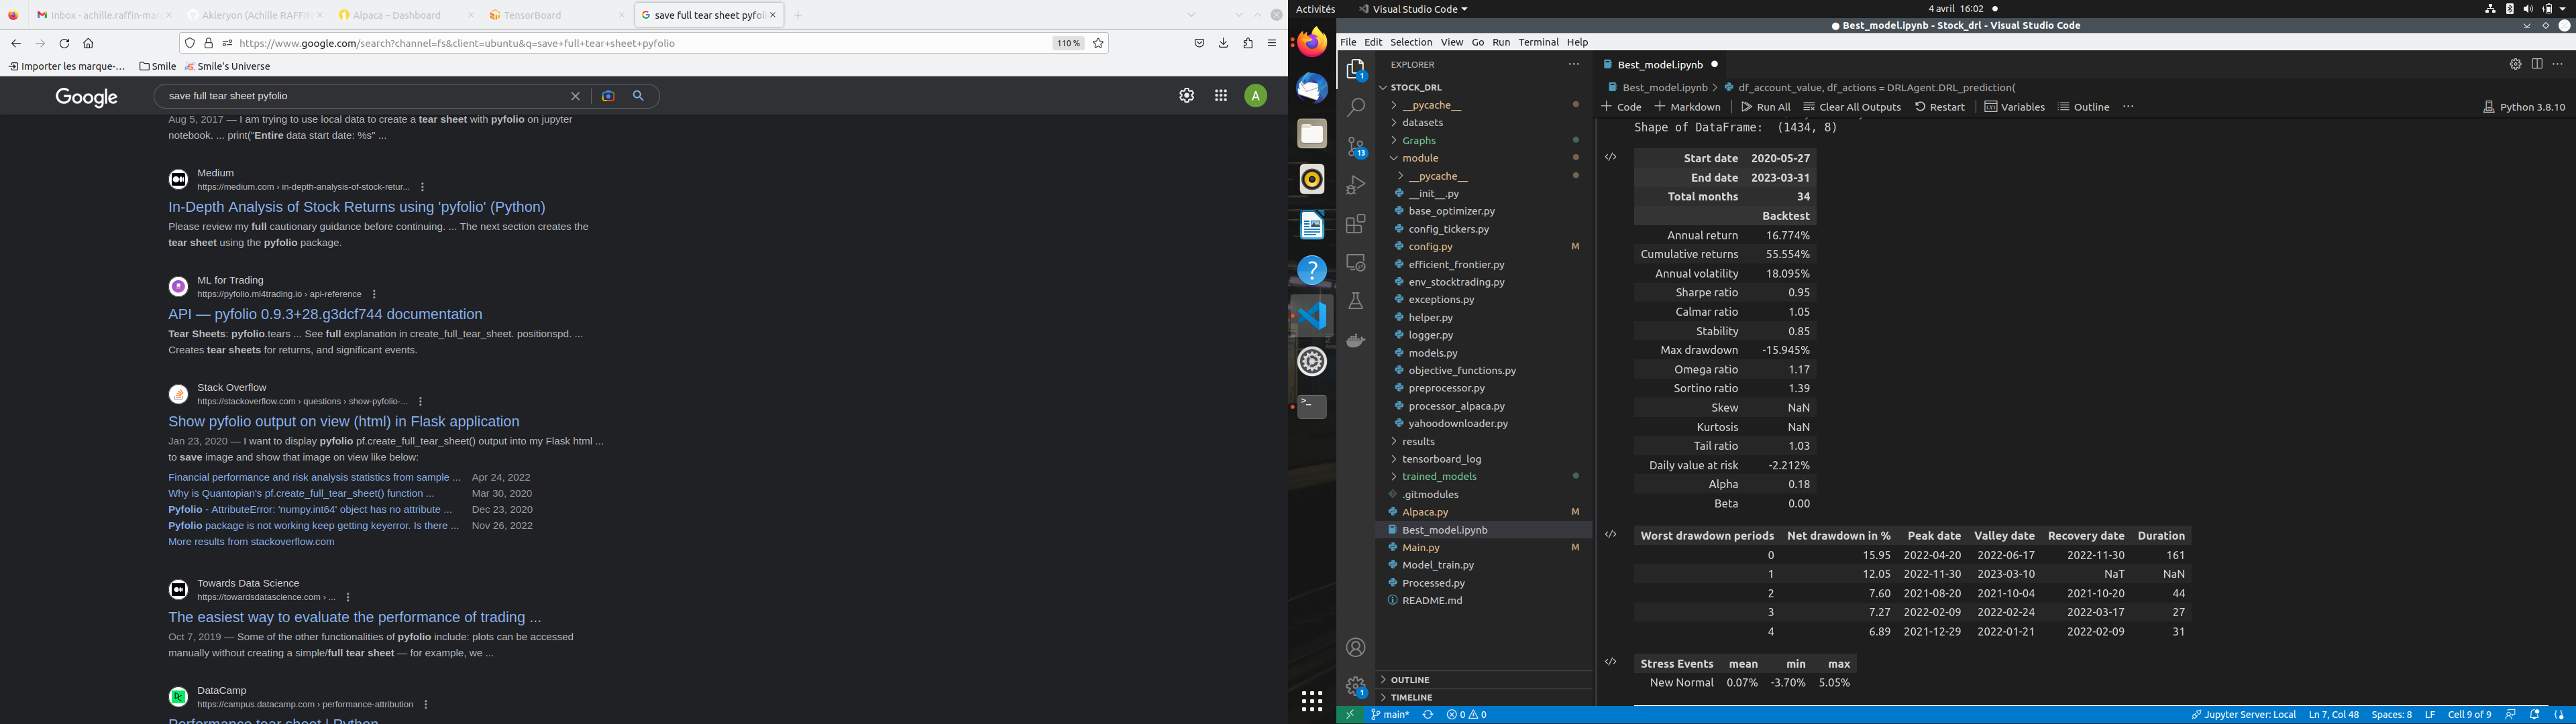 Inbox - achille.raffin-mar
Akleryon (Achille RAFFIN
Alpaca – Dashboard
TensorBoard
save full tear sheet pyfoli
https://www.google.com/search?channel=fs&client=ubuntu&q=save+full+tear+sheet+pyfolio
110 %
Importer les marque-…
Smile
Smile's Universe
Google
save full tear sheet pyfolio
A
Aug 5, 2017 — I am trying to use local data to create a tear sheet with pyfolio on jupyter
notebook. ... print("Entire data start date: %s" ...
Medium
https://medium.com › in-depth-analysis-of-stock-retur...
In-Depth Analysis of Stock Returns using 'pyfolio' (Python)
Please review my full cautionary guidance before continuing. ... The next section creates the
tear sheet using the pyfolio package.
ML for Trading
https://pyfolio.ml4trading.io › api-reference
API — pyfolio 0.9.3+28.g3dcf744 documentation
Tear Sheets: pyfolio.tears ... See full explanation in create_full_tear_sheet. positionspd. ...
Creates tear sheets for returns, and significant events.
Stack Overflow
https://stackoverflow.com › questions › show-pyfolio-...
Show pyfolio output on view (html) in Flask application
Jan 23, 2020 — I want to display pyfolio pf.create_full_tear_sheet() output into my Flask html ...
to save image and show that image on view like below:
Financial performance and risk analysis statistics from sample ... Apr 24, 2022
Why is Quantopian's pf.create_full_tear_sheet() function ... Mar 30, 2020
Pyfolio - AttributeError: 'numpy.int64' object has no attribute ... Dec 23, 2020
Pyfolio package is not working keep getting keyerror. Is there ... Nov 26, 2022
More results from stackoverflow.com
Towards Data Science
https://towardsdatascience.com › ...
The easiest way to evaluate the performance of trading ...
Oct 7, 2019 — Some of the other functionalities of pyfolio include: plots can be accessed
manually without creating a simple/full tear sheet — for example, we ...
DataCamp
https://campus.datacamp.com › performance-attribution
Performance tear sheet | Python
Activités
Visual Studio Code
4 avril 16:02
Best_model.ipynb - Stock_drl - Visual Studio Code
File Edit Selection View Go Run Terminal Help
EXPLORER
STOCK_DRL
__pycache__
datasets
Graphs
module
__pycache__
__init__.py
base_optimizer.py
config_tickers.py
config.py M
efficient_frontier.py
env_stocktrading.py
exceptions.py
helper.py
logger.py
models.py
objective_functions.py
preprocessor.py
processor_alpaca.py
yahoodownloader.py
results
tensorboard_log
trained_models
.gitmodules
Alpaca.py M
Best_model.ipynb
Main.py M
Model_train.py
Processed.py
README.md
OUTLINE
TIMELINE
1
13
1
Best_model.ipynb
Best_model.ipynb > df_account_value, df_actions = DRLAgent.DRL_prediction(
Code Markdown Run All Clear All Outputs Restart Variables Outline ... Python 3.8.10
Shape of DataFrame: (1434, 8)
Start date 2020-05-27
End date 2023-03-31
Total months 34
Backtest
Annual return 16.774%
Cumulative returns 55.554%
Annual volatility 18.095%
Sharpe ratio 0.95
Calmar ratio 1.05
Stability 0.85
Max drawdown -15.945%
Omega ratio 1.17
Sortino ratio 1.39
Skew NaN
Kurtosis NaN
Tail ratio 1.03
Daily value at risk -2.212%
Alpha 0.18
Beta 0.00
Worst drawdown periods Net drawdown in % Peak date Valley date Recovery date Duration
0 15.95 2022-04-20 2022-06-17 2022-11-30 161
1 12.05 2022-11-30 2023-03-10 NaT NaN
2 7.60 2021-08-20 2021-10-04 2021-10-20 44
3 7.27 2022-02-09 2022-02-24 2022-03-17 27
4 6.89 2021-12-29 2022-01-21 2022-02-09 31
Stress Events mean min max
New Normal 0.07% -3.70% 5.05%
main* 0 0 Jupyter Server: Local Ln 7, Col 48 Spaces: 8 LF Cell 9 of 9